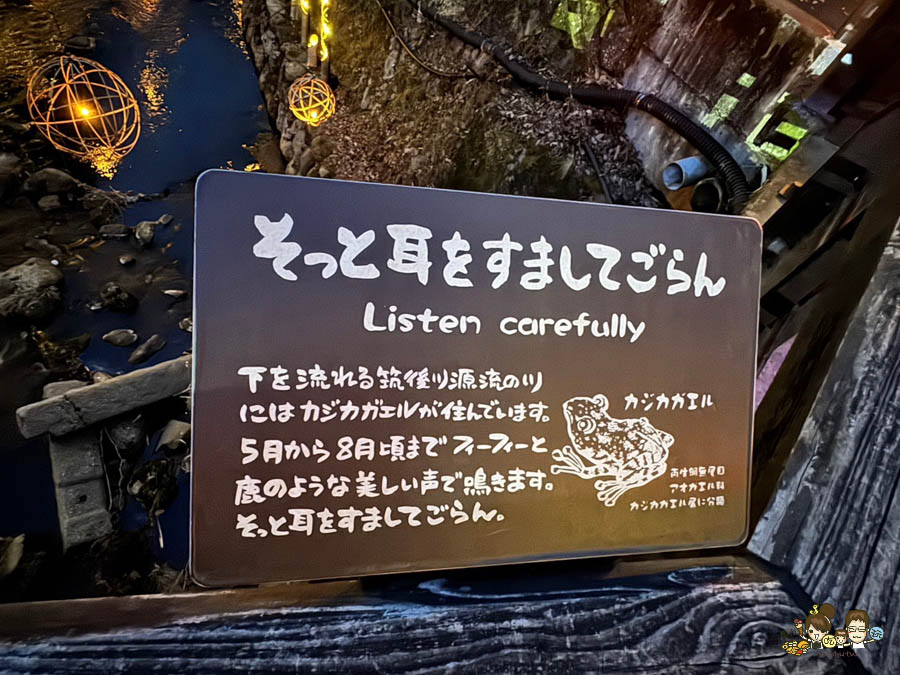 そっと耳をすましてごらん
Listen carefully
下を流れる筑後川源流の川
にはカジカガエルが住んでいます。
5月から8月頃までフィーフィーと
鹿のような美しい声で鳴きます。
そっと耳をすましてごらん。
カジカガエル
両生網無尾目
アオガエル科
カジカガエル属に分類